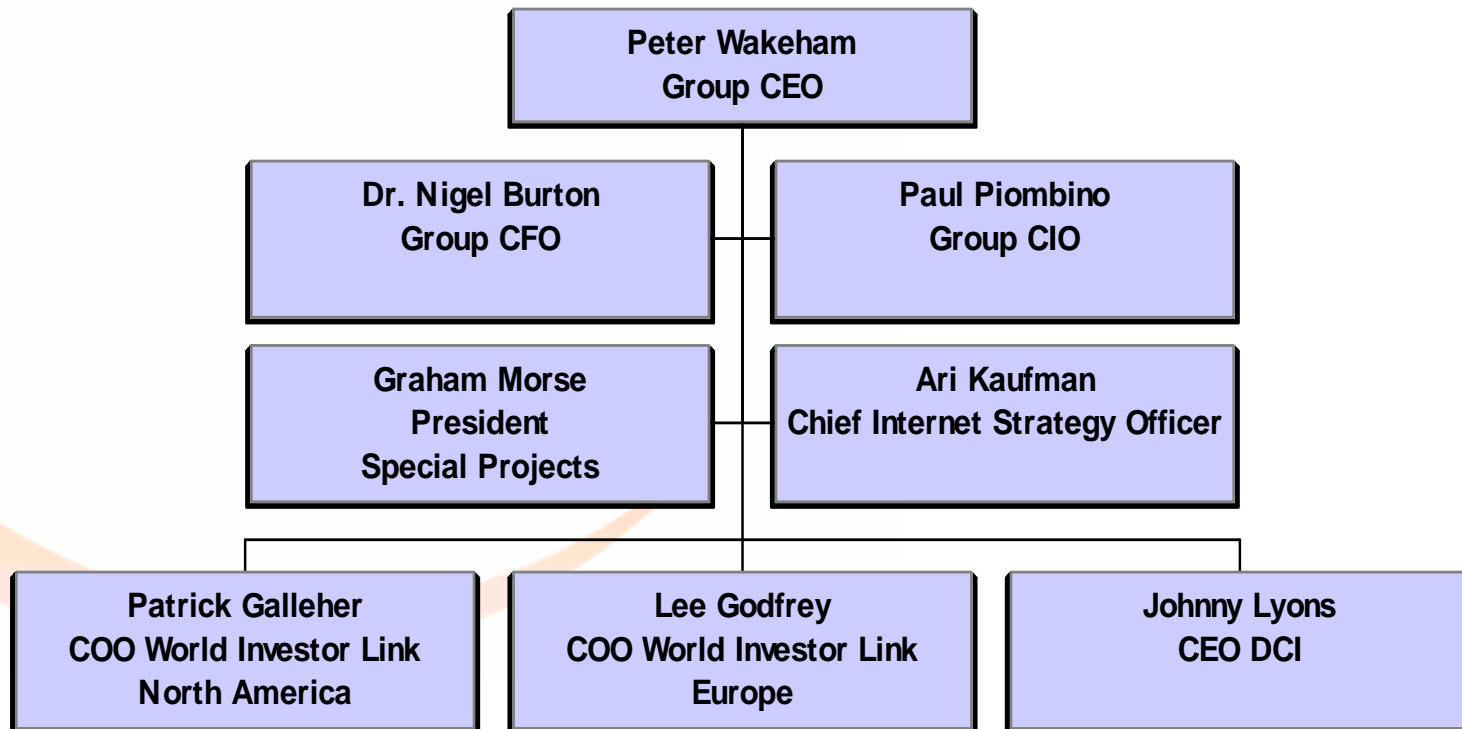 Peter Wakeham
Group CEO
Dr. Nigel Burton
Group CFO
Paul Piombino
Group CIO
Graham Morse
President
Special Projects
Ari Kaufman
Chief Internet Strategy Officer
Patrick Galleher
COO World Investor Link
North America
Lee Godfrey
COO World Investor Link
Europe
Johnny Lyons
CEO DCI